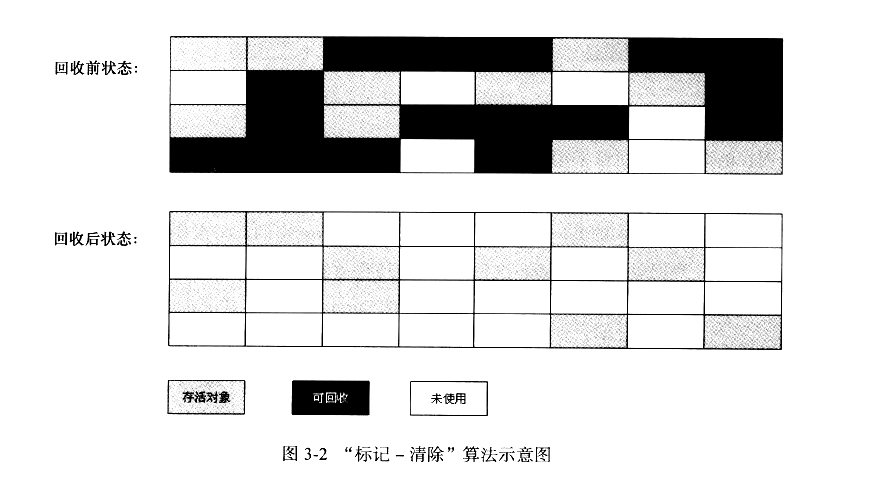 回收前状态：
回收后状态：
存活对象
可回收
未使用
图 3-2 “标记 – 清除”算法示意图